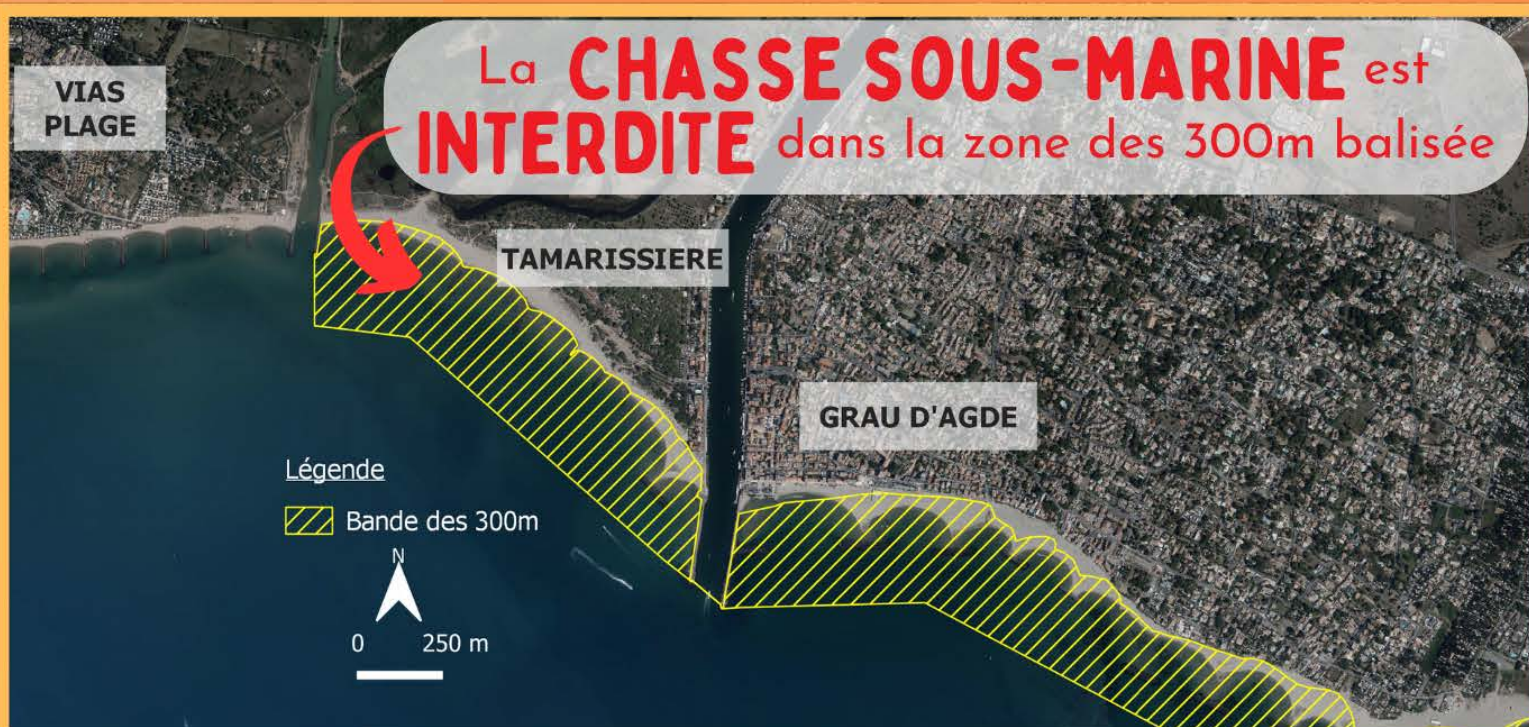 La CHASSE SOUS-MARINE est
INTERDITE dans la zone des 300m balisée
VIAS
PLAGE
TAMARISSIERE
GRAU D'AGDE
Légende
Bande des 300m
N
0 250 m